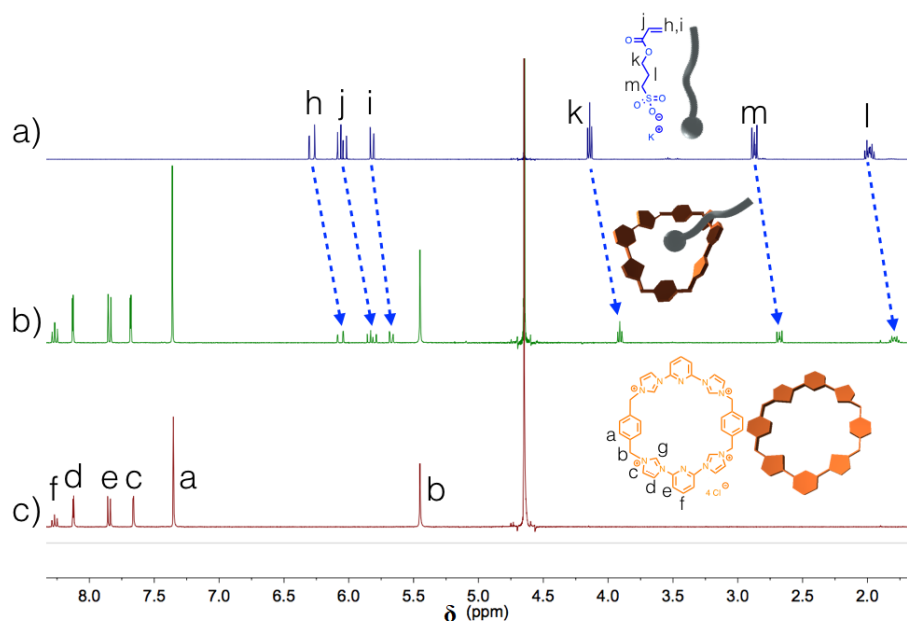 j
h,i
O
O
k
l
m
O
S
O
O
⊖
K
⊕
a)
h
j
i
k
m
l
b)
N
N
N
N
N
⊕
⊕
a
g
b
⊕
N
N
N
N
N
⊕
c
d
e
f
4 Cl ⊖
c)
f
d
e
c
a
b
8.0
7.5
7.0
6.5
6.0
5.5
5.0
4.5
4.0
3.5
3.0
2.5
2.0
δ (ppm)